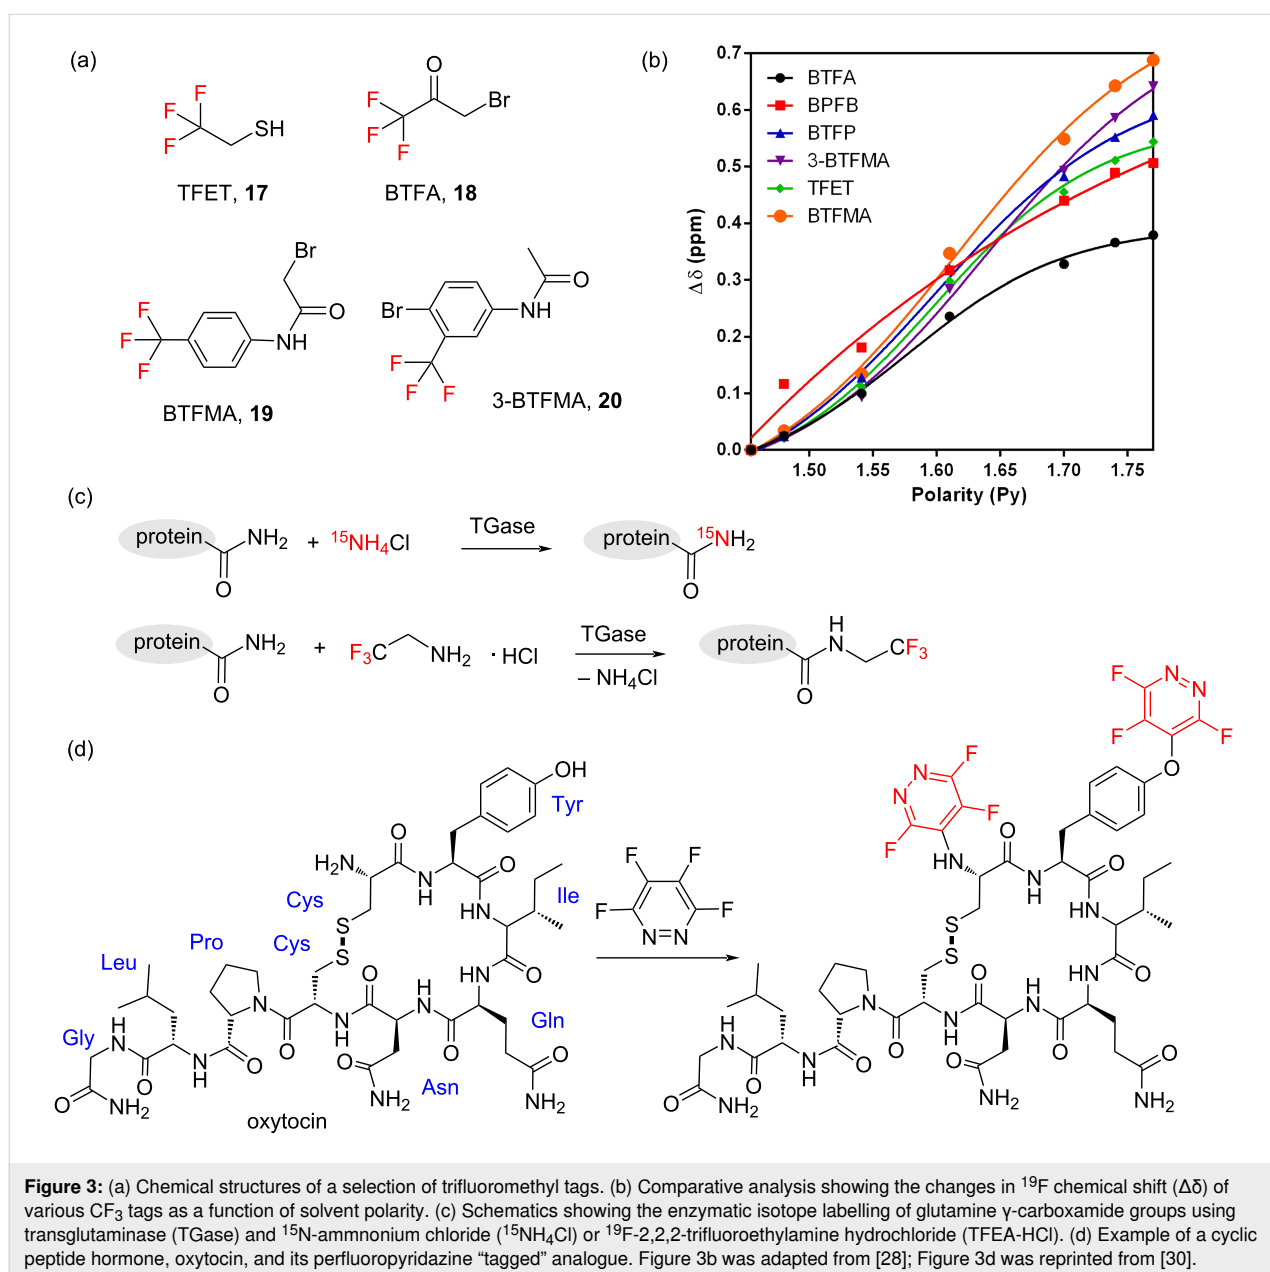 (a)
F
F
F
SH
TFET, 17
O
F
F
F
Br
BTFA, 18
Br
F
F
F
O
NH
BTFMA, 19
O
Br
NH
F
F
F
3-BTFMA, 20
(b)
0.7
0.6
0.5
0.4
0.3
0.2
0.1
0.0
Δδ (ppm)
BTFA
BPFB
BTFP
3-BTFMA
TFET
BTFMA
1.50 1.55 1.60 1.65 1.70 1.75
Polarity (Py)
(c)
protein NH2 + 15NH4Cl TGase protein 15NH2
O O
protein NH2 + F3C NH2 · HCl TGase protein H N CF3
O – NH4Cl O
(d)
OH
Tyr
O
H2N
N
H
O
Cys
Ile
HN
S
S
Cys
Pro
Leu
O
HN
O
H
N
O
Gln
N
H
O
N
O
Gly
H
N
O
N
H
O
O
NH2
Asn
O
NH2
O
NH2
oxytocin
F F
F F
N=N
F
N
N
F
F
O
F
N
N
F
F
HN
O
N
H
O
HN
S
S
O
HN
O
H
N
O
N
H
O
N
O
H
N
O
N
H
O
O
NH2
O
NH2
O
NH2
Figure 3: (a) Chemical structures of a selection of trifluoromethyl tags. (b) Comparative analysis showing the changes in 19F chemical shift (Δδ) of
various CF3 tags as a function of solvent polarity. (c) Schematics showing the enzymatic isotope labelling of glutamine γ-carboxamide groups using
transglutaminase (TGase) and 15N-ammnonium chloride (15NH4Cl) or 19F-2,2,2-trifluoroethylamine hydrochloride (TFEA-HCl). (d) Example of a cyclic
peptide hormone, oxytocin, and its perfluoropyridazine “tagged” analogue. Figure 3b was adapted from [28]; Figure 3d was reprinted from [30].